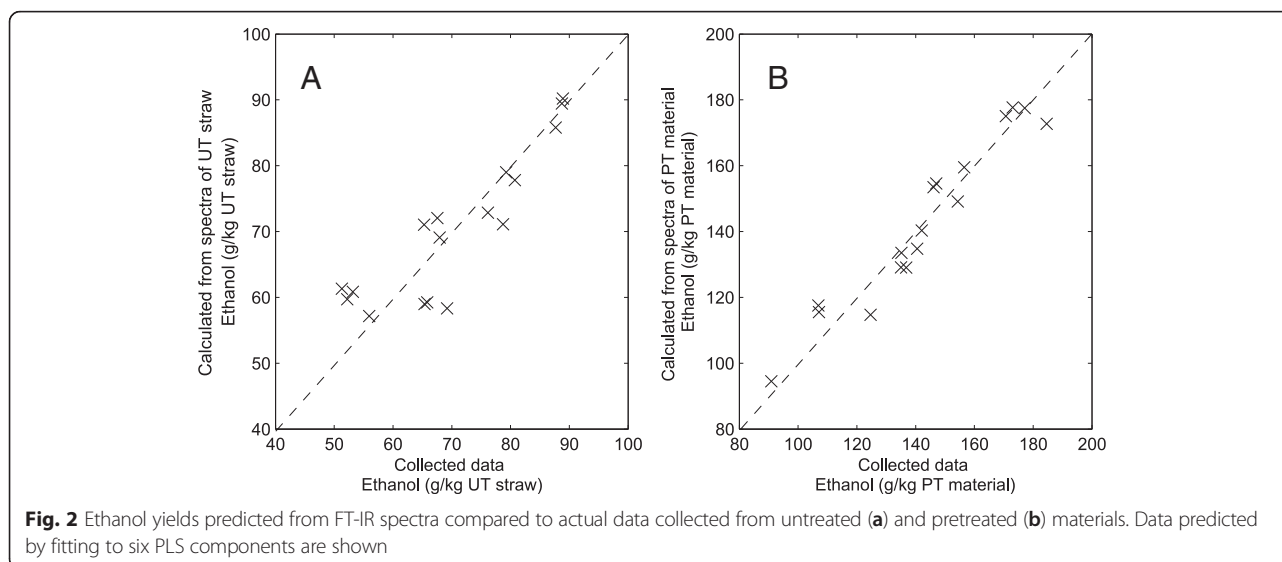 A
Calculated from spectra of UT straw
Ethanol (g/kg UT straw)
100
90
80
70
60
50
40
40 50 60 70 80 90 100
Collected data
Ethanol (g/kg UT straw)
B
Calculated from spectra of PT material
Ethanol (g/kg PT material)
200
180
160
140
120
100
80
80 100 120 140 160 180 200
Collected data
Ethanol (g/kg PT material)
Fig. 2 Ethanol yields predicted from FT-IR spectra compared to actual data collected from untreated (a) and pretreated (b) materials. Data predicted
by fitting to six PLS components are shown